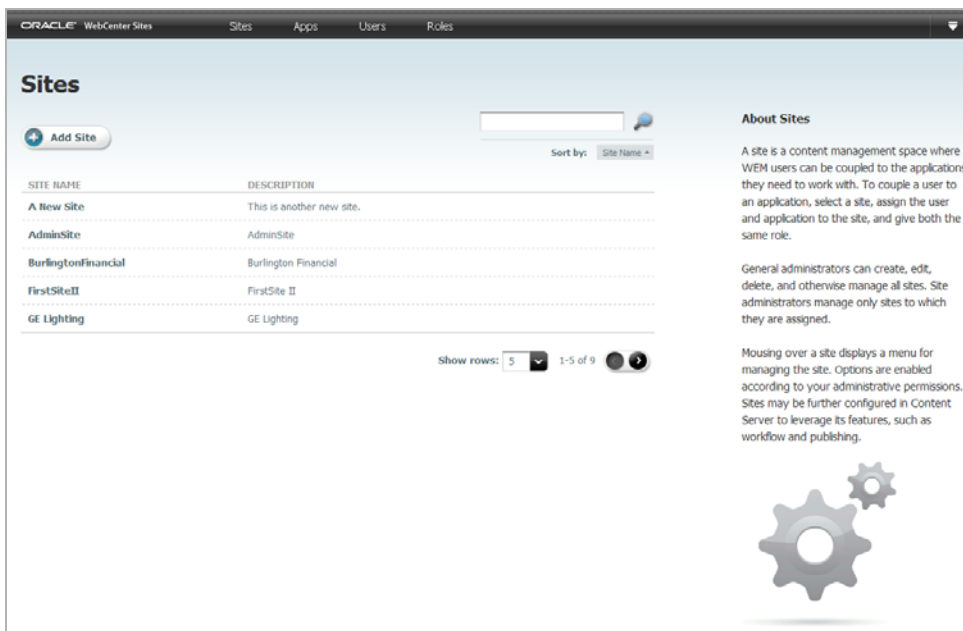 ORACLE® WebCenter Sites Sites Apps Users Roles
Sites
Add Site
Sort by: Site Name
SITE NAME DESCRIPTION
A New Site This is another new site.
AdminSite AdminSite
BurlingtonFinancial Burlington Financial
FirstSiteII FirstSite II
GE Lighting GE Lighting
Show rows: 5 1-5 of 9
About Sites
A site is a content management space where
WEM users can be coupled to the applications
they need to work with. To couple a user to
an application, select a site, assign the user
and application to the site, and give both the
same role.
General administrators can create, edit,
delete, and otherwise manage all sites. Site
administrators manage only sites to which
they are assigned.
Mousing over a site displays a menu for
managing the site. Options are enabled
according to your administrative permissions.
Sites may be further configured in Content
Server to leverage its features, such as
workflow and publishing.